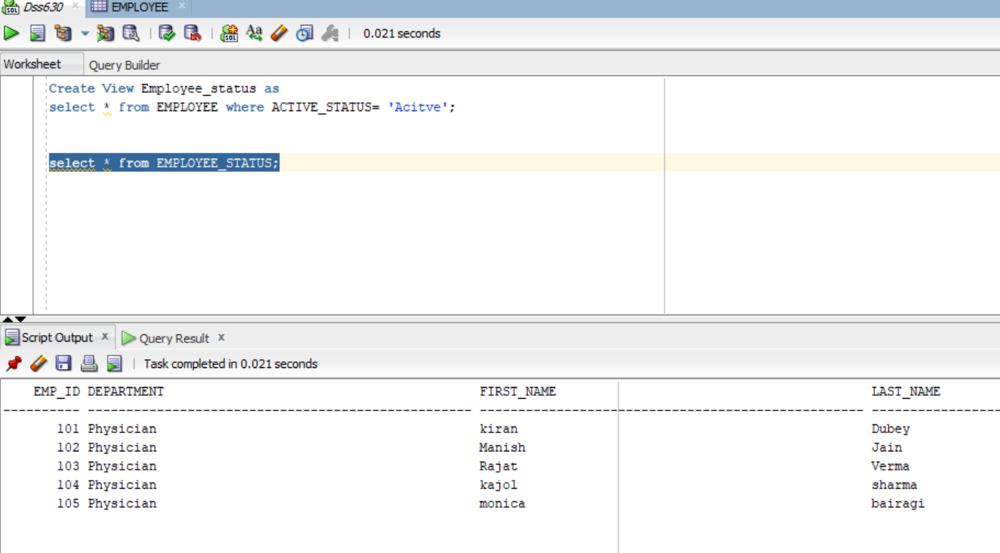 Dss630 EMPLOYEE
0.021 seconds
Worksheet Query Builder
Create View Employee_status as
select * from EMPLOYEE where ACTIVE_STATUS= 'Acitve';
select * from EMPLOYEE_STATUS;
Script Output x Query Result x
Task completed in 0.021 seconds
EMP_ID DEPARTMENT FIRST_NAME LAST_NAME
101 Physician kiran Dubey
102 Physician Manish Jain
103 Physician Rajat Verma
104 Physician kajol sharma
105 Physician monica bairagi